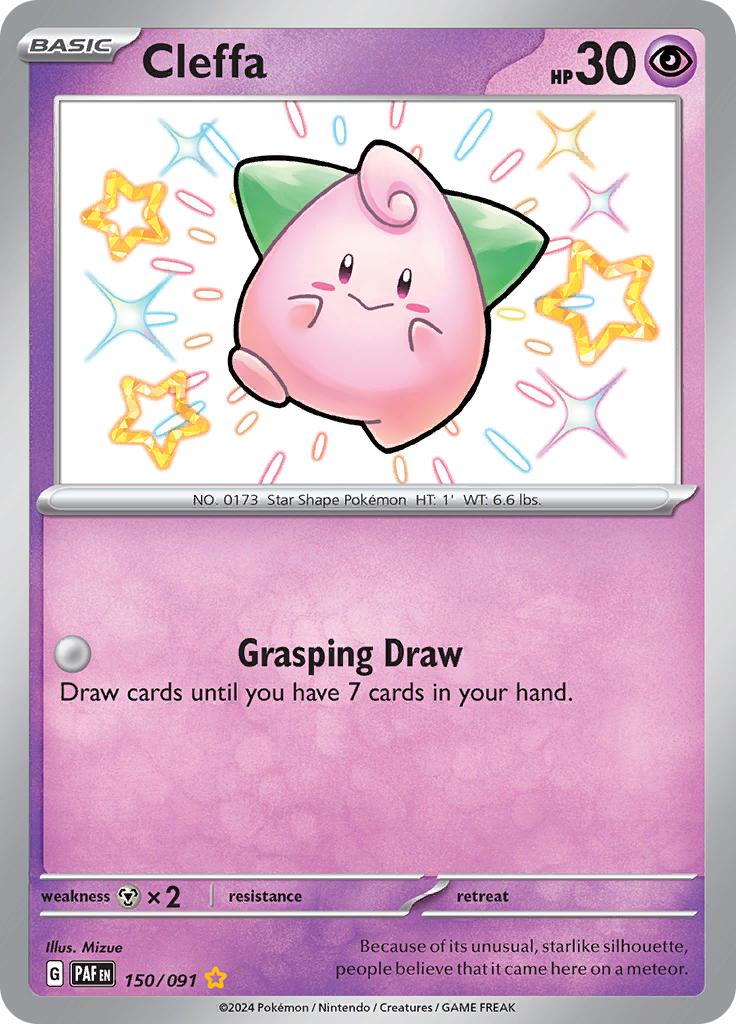 BASIC
Cleffa
HP 30
NO. 0173 Star Shape Pokémon HT: 1' WT: 6.6 lbs.
Grasping Draw
Draw cards until you have 7 cards in your hand.
weakness ×2 resistance retreat
Illus. Mizue
Because of its unusual, starlike silhouette,
people believe that it came here on a meteor.
G PAF EN 150/091
©2024 Pokémon / Nintendo / Creatures / GAME FREAK